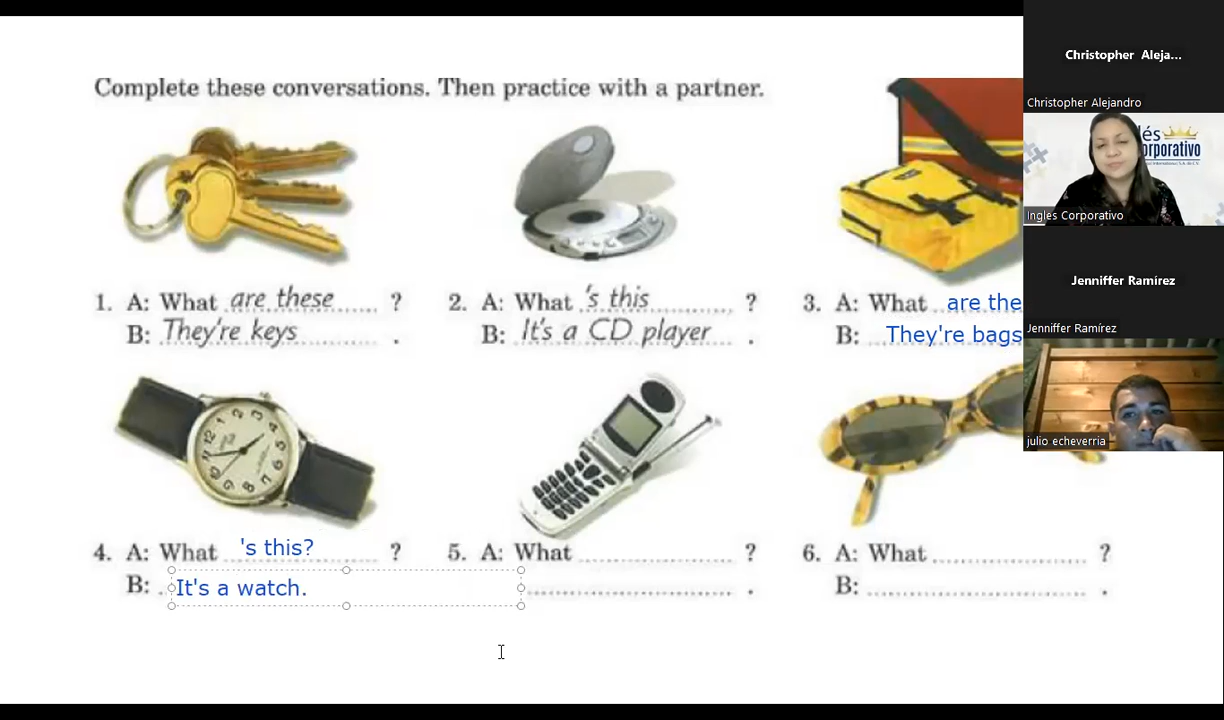 Complete these conversations. Then practice with a partner.
1. A: What are these ?
B: They're keys .
2. A: What 's this ?
B: It's a CD player .
3. A: What are the
B: They're bags
4. A: What 's this? ?
B: It's a watch.
5. A: What ?
.
6. A: What ?
B: .
Christopher Aleja...
Christopher Alejandro
és
orporativo
Ingles Corporativo
Jenniffer Ramírez
Jenniffer Ramírez
julio echeverria